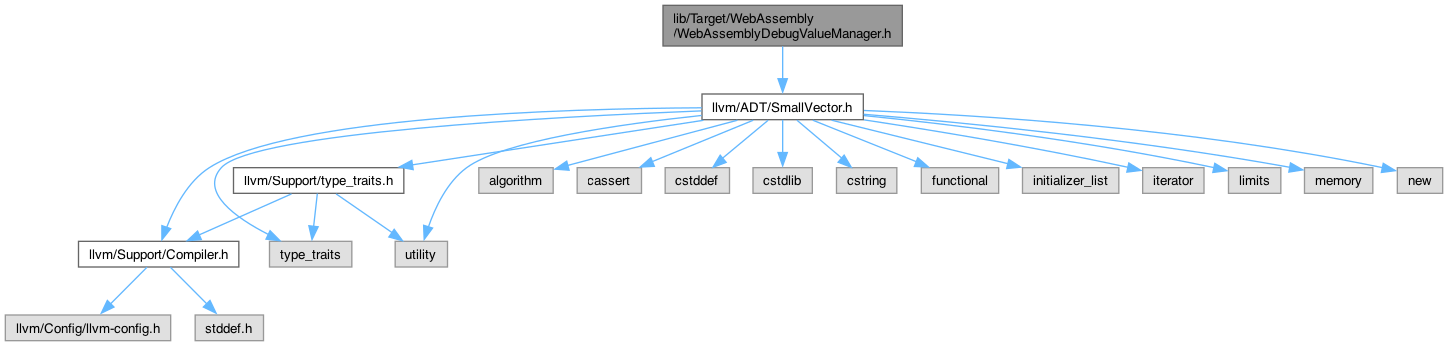 lib/Target/WebAssembly
/WebAssemblyDebugValueManager.h
llvm/ADT/SmallVector.h
llvm/Support/type_traits.h
algorithm
cassert
cstddef
cstdlib
cstring
functional
initializer_list
iterator
limits
memory
new
llvm/Support/Compiler.h
type_traits
utility
llvm/Config/llvm-config.h
stddef.h